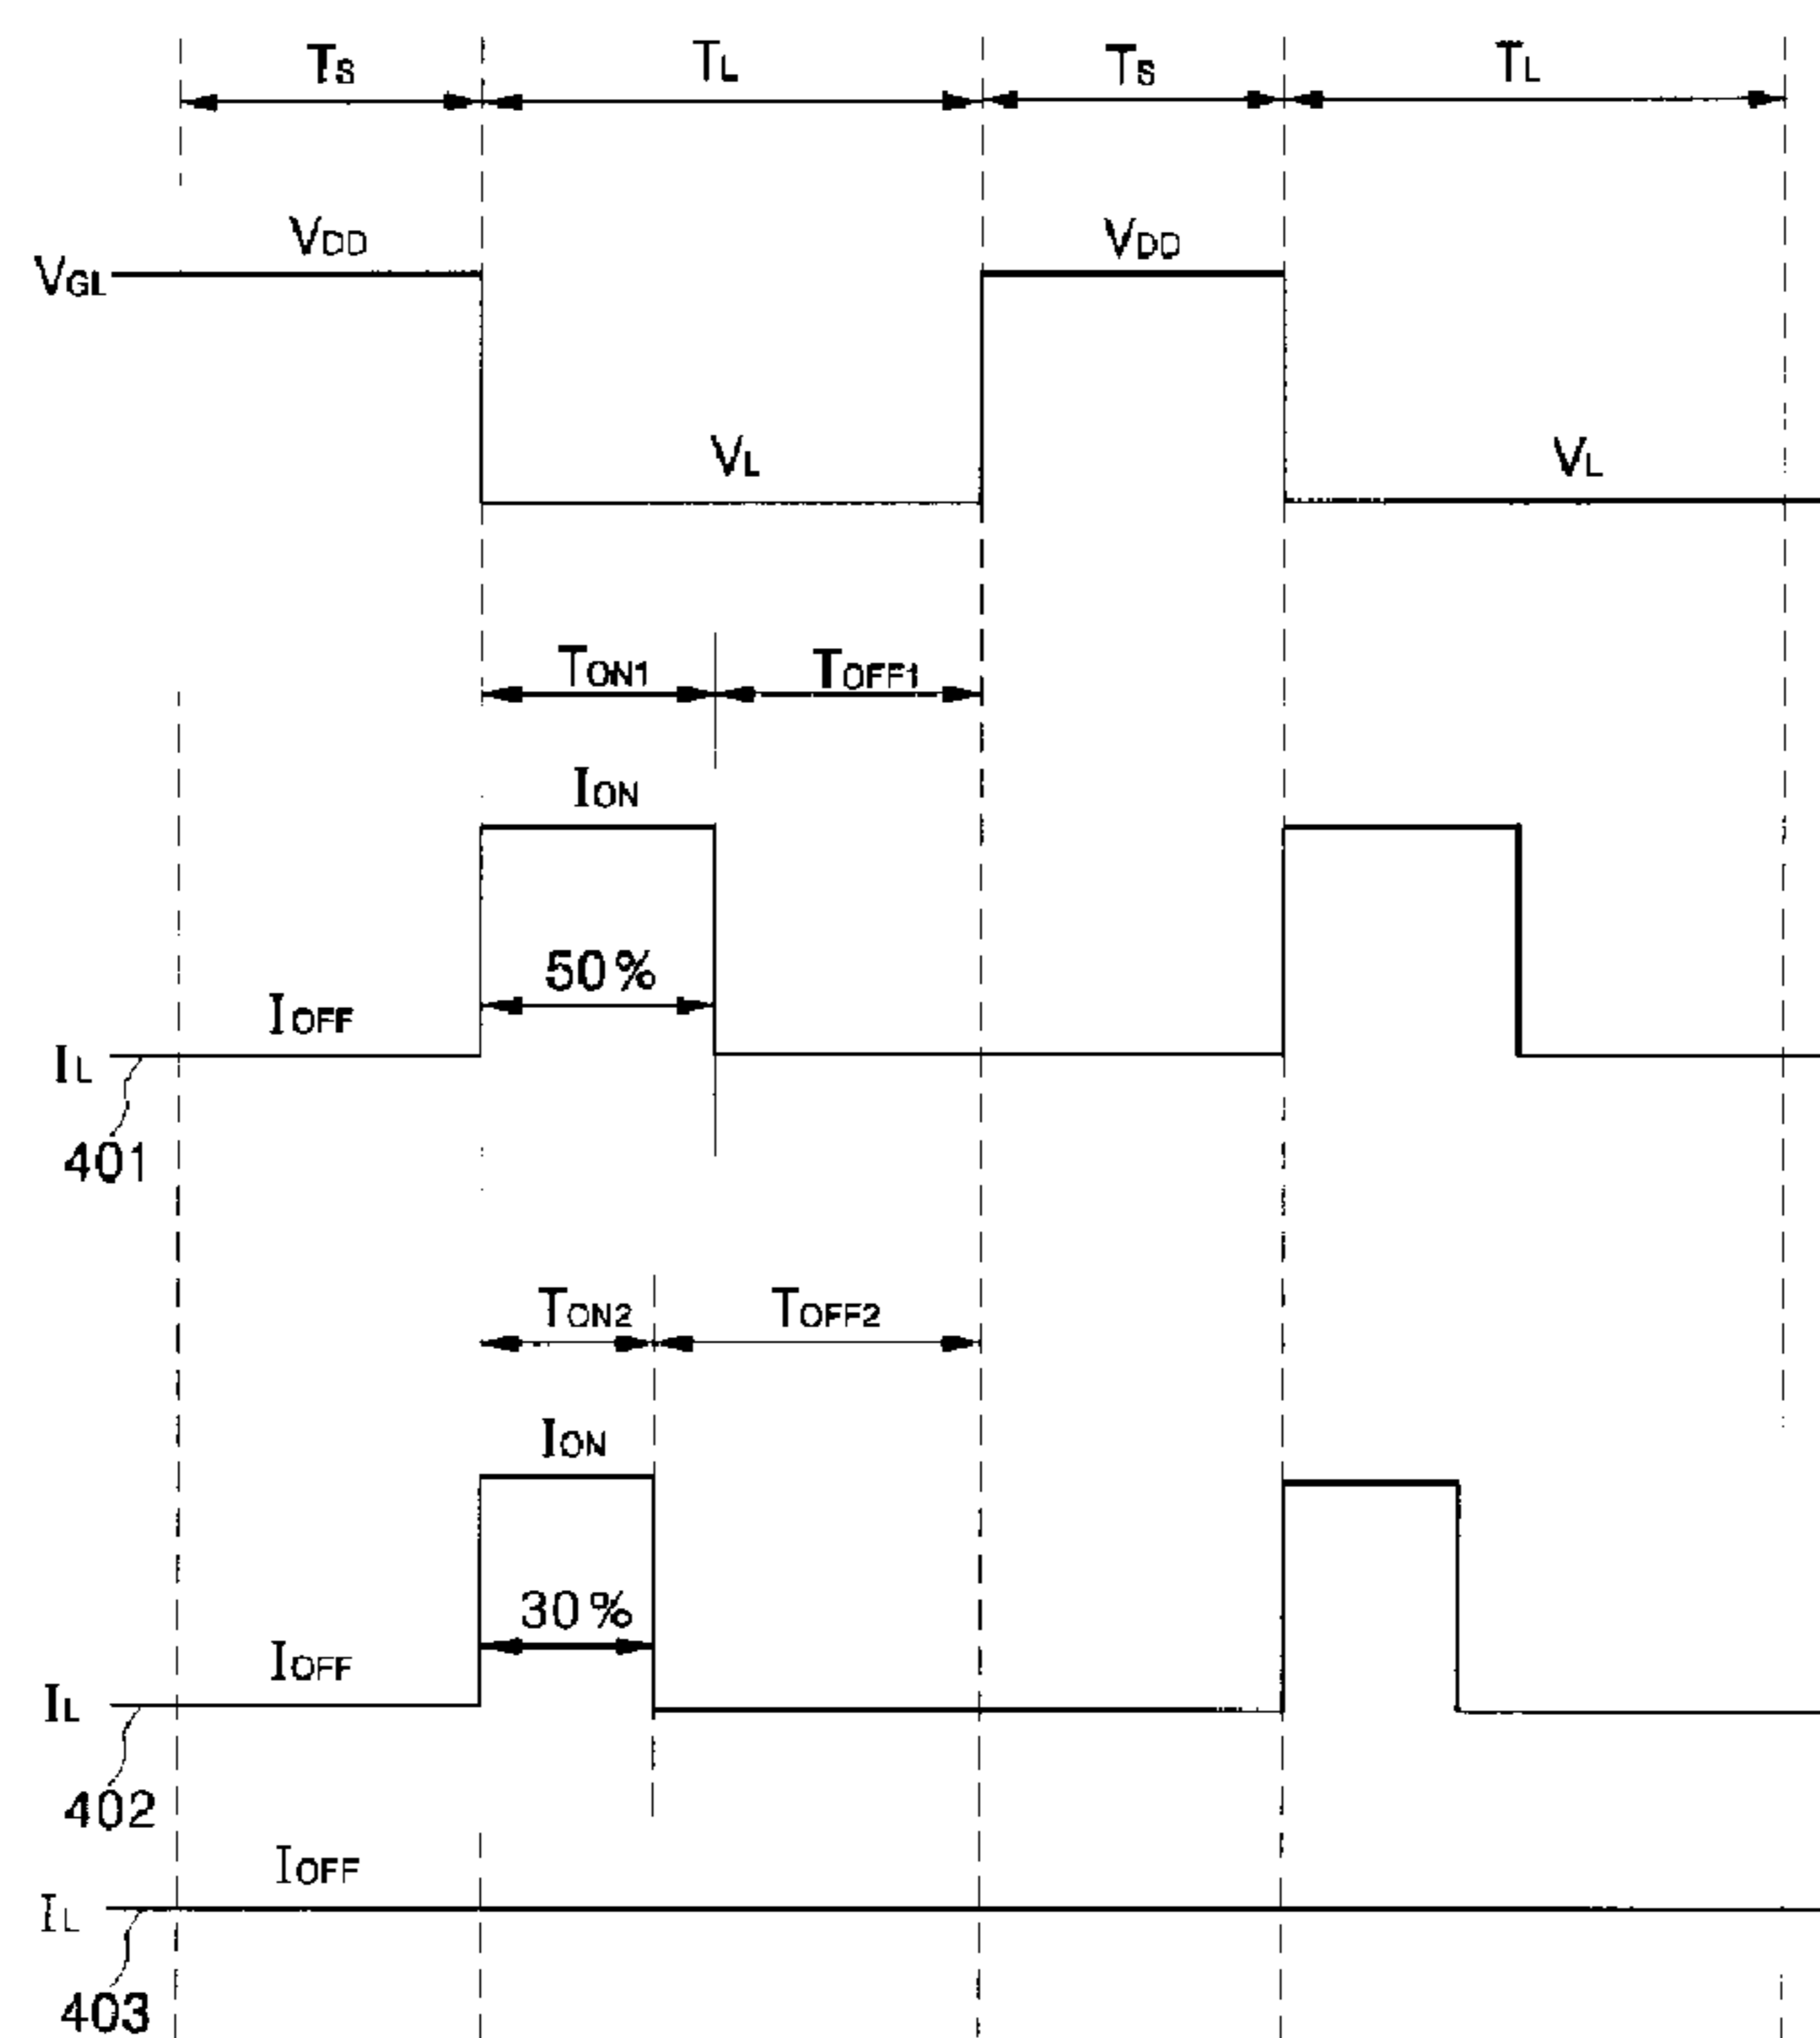 TS TL TS TL
VDD VDD
VGL
VL VL
TON1 TOFF1
ION
50%
IOFF
IL
401
TON2 TOFF2
ION
30%
IOFF
IL
402
IOFF
IL
403